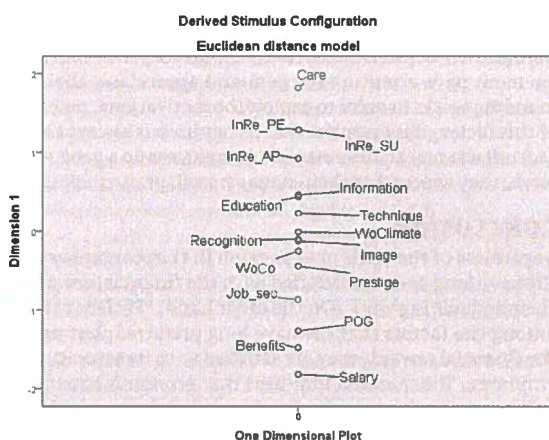 Derived Stimulus Configuration
Euclidean distance model
2
Care
InRe_PE
InRe_SU
1
InRe_AP
Information
Education
Technique
0
WoClimate
Recognition
Image
WoCo
Prestige
Job_sec
-1
POG
Benefits
Salary
-2
0
Dimension 1
One Dimensional Plot